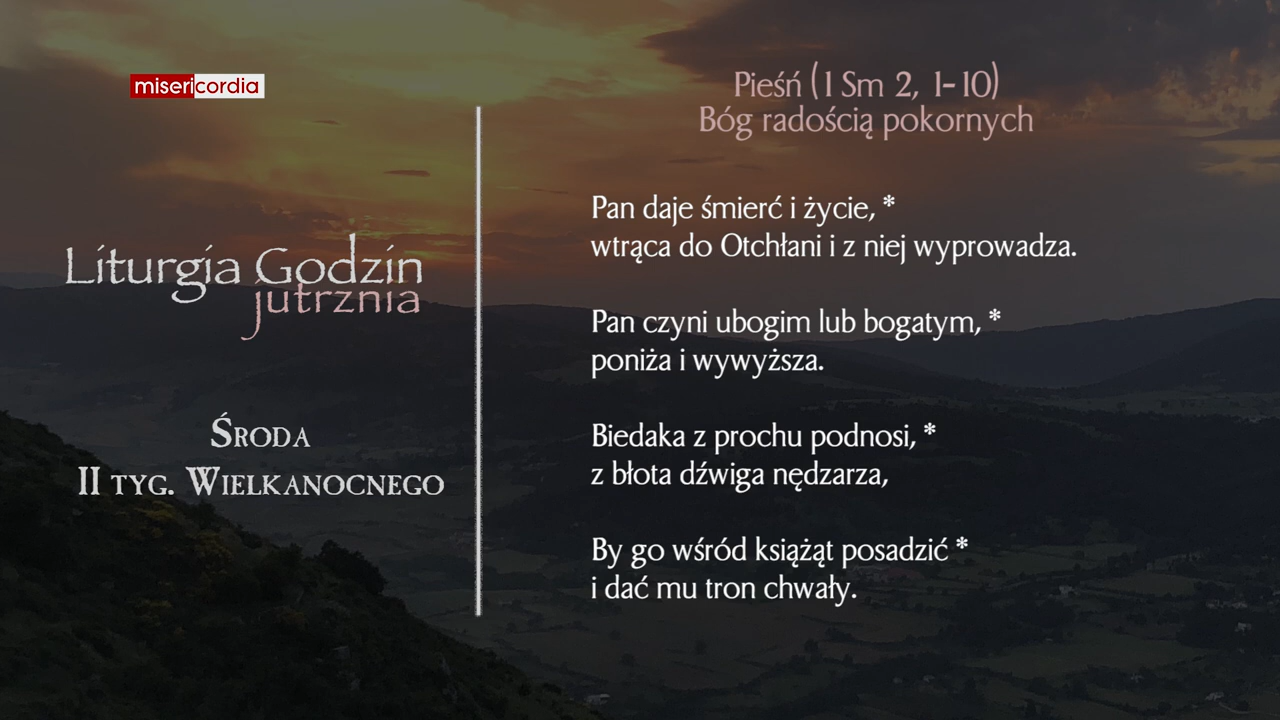 misericordia
Liturgia Godzin
jutrznia
Środa
II tyg. Wielkanocnego
Pieśń (1 Sm 2, 1-10)
Bóg radością pokornych
Pan daje śmierć i życie, *
wtrąca do Otchłani i z niej wyprowadza.
Pan czyni ubogim lub bogatym, *
poniża i wywyższa.
Biedaka z prochu podnosi, *
z błota dźwiga nędzarza,
By go wśród książąt posadzić *
i dać mu tron chwały.